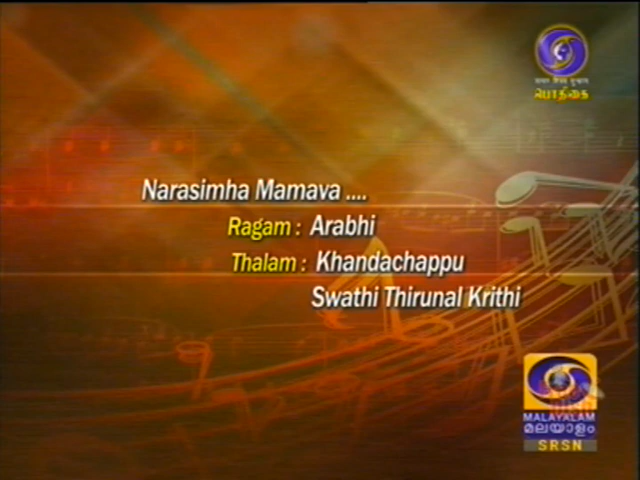 பொதிகை
Narasimha Mamava ....
Ragam : Arabhi
Thalam : Khandachappu
Swathi Thirunal Krithi
MALAYALAM
മലയാളം
SRSN